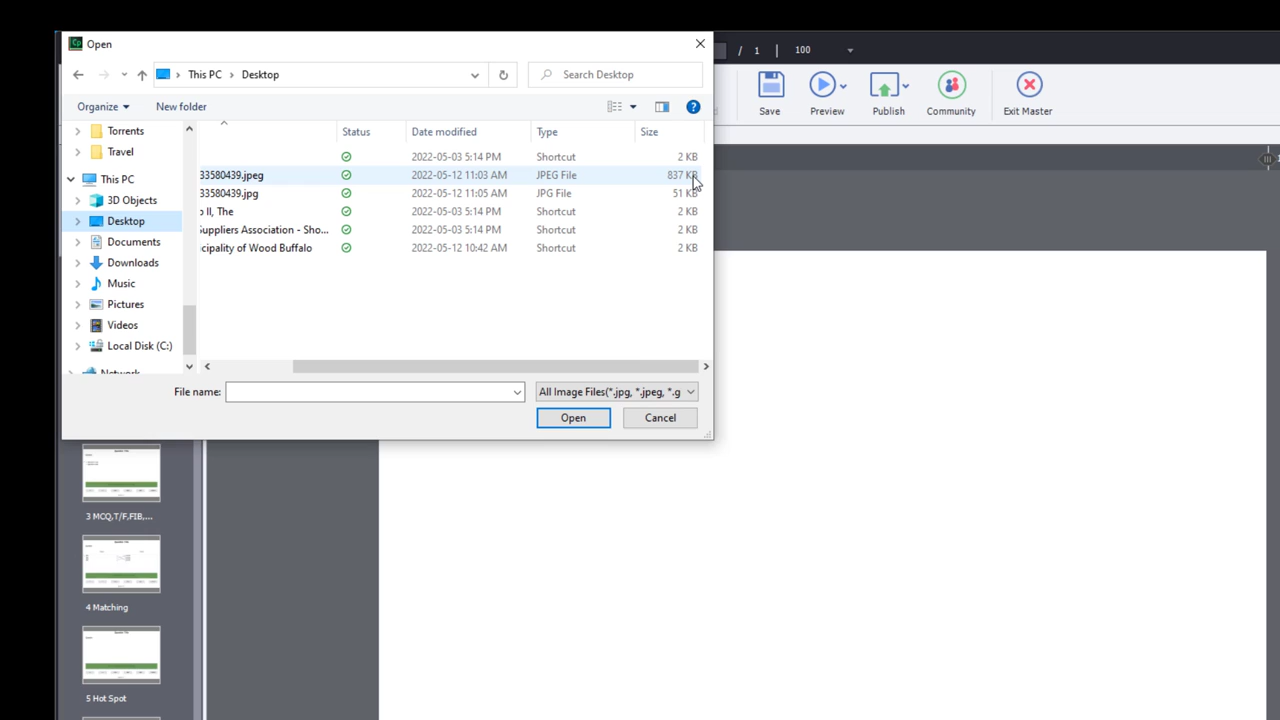 Cp Open
/ 1 100
This PC Desktop
Search Desktop
Save Preview Publish Community Exit Master
Organize New folder
Status Date modified Type Size
Torrents
Travel
This PC
3D Objects
Desktop
Documents
Downloads
Music
Pictures
Videos
Local Disk (C:)
Network
2022-05-03 5:14 PM Shortcut 2 KB
33580439.jpeg 2022-05-12 11:03 AM JPEG File 837 KB
33580439.jpg 2022-05-12 11:05 AM JPG File 51 KB
o II, The 2022-05-03 5:14 PM Shortcut 2 KB
Suppliers Association - Sho... 2022-05-03 5:14 PM Shortcut 2 KB
cipality of Wood Buffalo 2022-05-12 10:42 AM Shortcut 2 KB
File name:
All Image Files(*.jpg, *.jpeg, *.g
Open Cancel
3 MCQ,T/F,FIB,...
4 Matching
5 Hot Spot